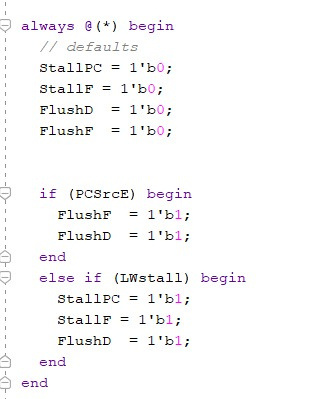 always @(*) begin
// defaults
StallPC = 1'b0;
StallF = 1'b0;
FlushD = 1'b0;
FlushF = 1'b0;
if (PCSrcE) begin
FlushF = 1'b1;
FlushD = 1'b1;
end
else if (LWstall) begin
StallPC = 1'b1;
StallF = 1'b1;
FlushD = 1'b1;
end
end